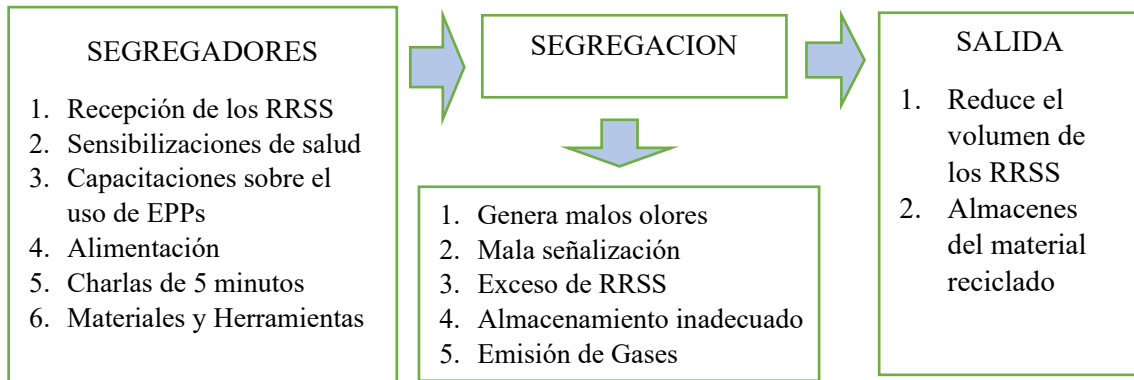 SEGREGADORES
1. Recepción de los RRSS
2. Sensibilizaciones de salud
3. Capacitaciones sobre el
uso de EPPs
4. Alimentación
5. Charlas de 5 minutos
6. Materiales y Herramientas
SEGREGACION
1. Genera malos olores
2. Mala señalización
3. Exceso de RRSS
4. Almacenamiento inadecuado
5. Emisión de Gases
SALIDA
1. Reduce el
volumen de
los RRSS
2. Almacenes
del material
reciclado